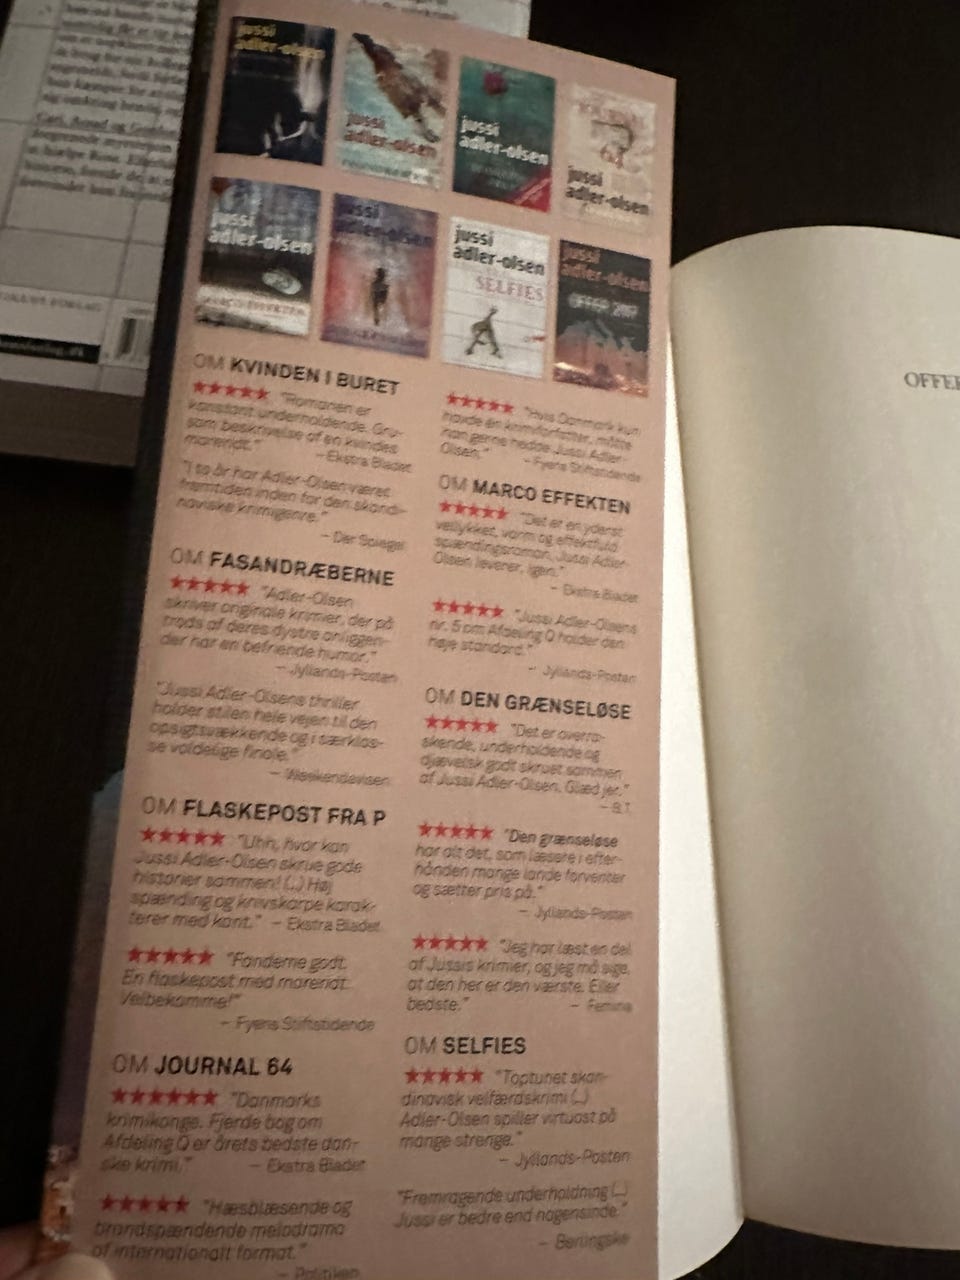 jussi
adler-olsen
jussi
adler-olsen
jussi
adler-olsen
jussi
adler-olsen
jussi
adler-olsen
MARCO EFFEKTEN
jussi
adler-olsen
jussi
adler-olsen
SELFIES
jussi
adler-olsen
OFFER 2117
OM KVINDEN I BURET
★★★★★ "Romanen er
konstant underholdende. Gru-
som beskrivelse af en kvindes
mareridt."
– Ekstra Bladet
"I to år har Adler-Olsen været
fremtiden inden for den skandi-
naviske krimigenre."
– Der Spiegel
OM FASANDRÆBERNE
★★★★★ "Adler-Olsen
skriver originale krimier, der på
trods af deres dystre anliggen-
der har en befriende humor."
– Jyllands-Posten
"Jussi Adler-Olsens thriller
holder stilen hele vejen til den
opsigtsvækkende og i særklas-
se voldelige finale."
– Weekendavisen
OM FLASKEPOST FRA P
★★★★★ "Uhh, hvor kan
Jussi Adler-Olsen skrue gode
historier sammen! (...) Høj
spænding og knivskarpe karak-
terer med kant." – Ekstra Bladet
★★★★★ "Fanderne godt.
En flaskepost med mareridt.
Velbekomme!"
– Fyens Stiftstidende
OM JOURNAL 64
★★★★★★ "Danmarks
krimikonge. Fjerde bog om
Afdeling Q er årets bedste dan-
ske krimi."
– Ekstra Bladet
★★★★★ "Hæsblæsende og
brandspændende melodrama
af internationalt format."
– Politiken
★★★★★ "Hvis Danmark kun
havde én krimiforfatter, måtte
han gerne hedde Jussi Adler-
Olsen."
– Fyens Stiftstidende
OM MARCO EFFEKTEN
★★★★★ "Det er en yderst
vellykket, varm og effektfuld
spændingsroman. Jussi Adler-
Olsen leverer, igen."
– Ekstra Bladet
★★★★★ "Jussi Adler-Olsens
nr. 5 om Afdeling Q holder den
høje standard."
– Jyllands-Posten
OM DEN GRÆNSELØSE
★★★★★ "Det er overra-
skende, underholdende og
djævelsk godt skruet sammen
af Jussi Adler-Olsen. Glæd jer."
– B.T.
★★★★★ "Den grænseløse
har alt det, som læsere i efter-
hånden mange lande forventer
og sætter pris på."
– Jyllands-Posten
★★★★★ "Jeg har læst en del
af Jussis krimier, og jeg må sige,
at den her er den værste. Eller
bedste."
– Femina
OM SELFIES
★★★★★ "Toptunet skan-
dinavisk velfærdskrimi (...)
Adler-Olsen spiller virtuost på
mange strenge."
– Jyllands-Posten
"Fremragende underholdning (...)
Jussi er bedre end nogensinde."
– Berlingske
OFFER